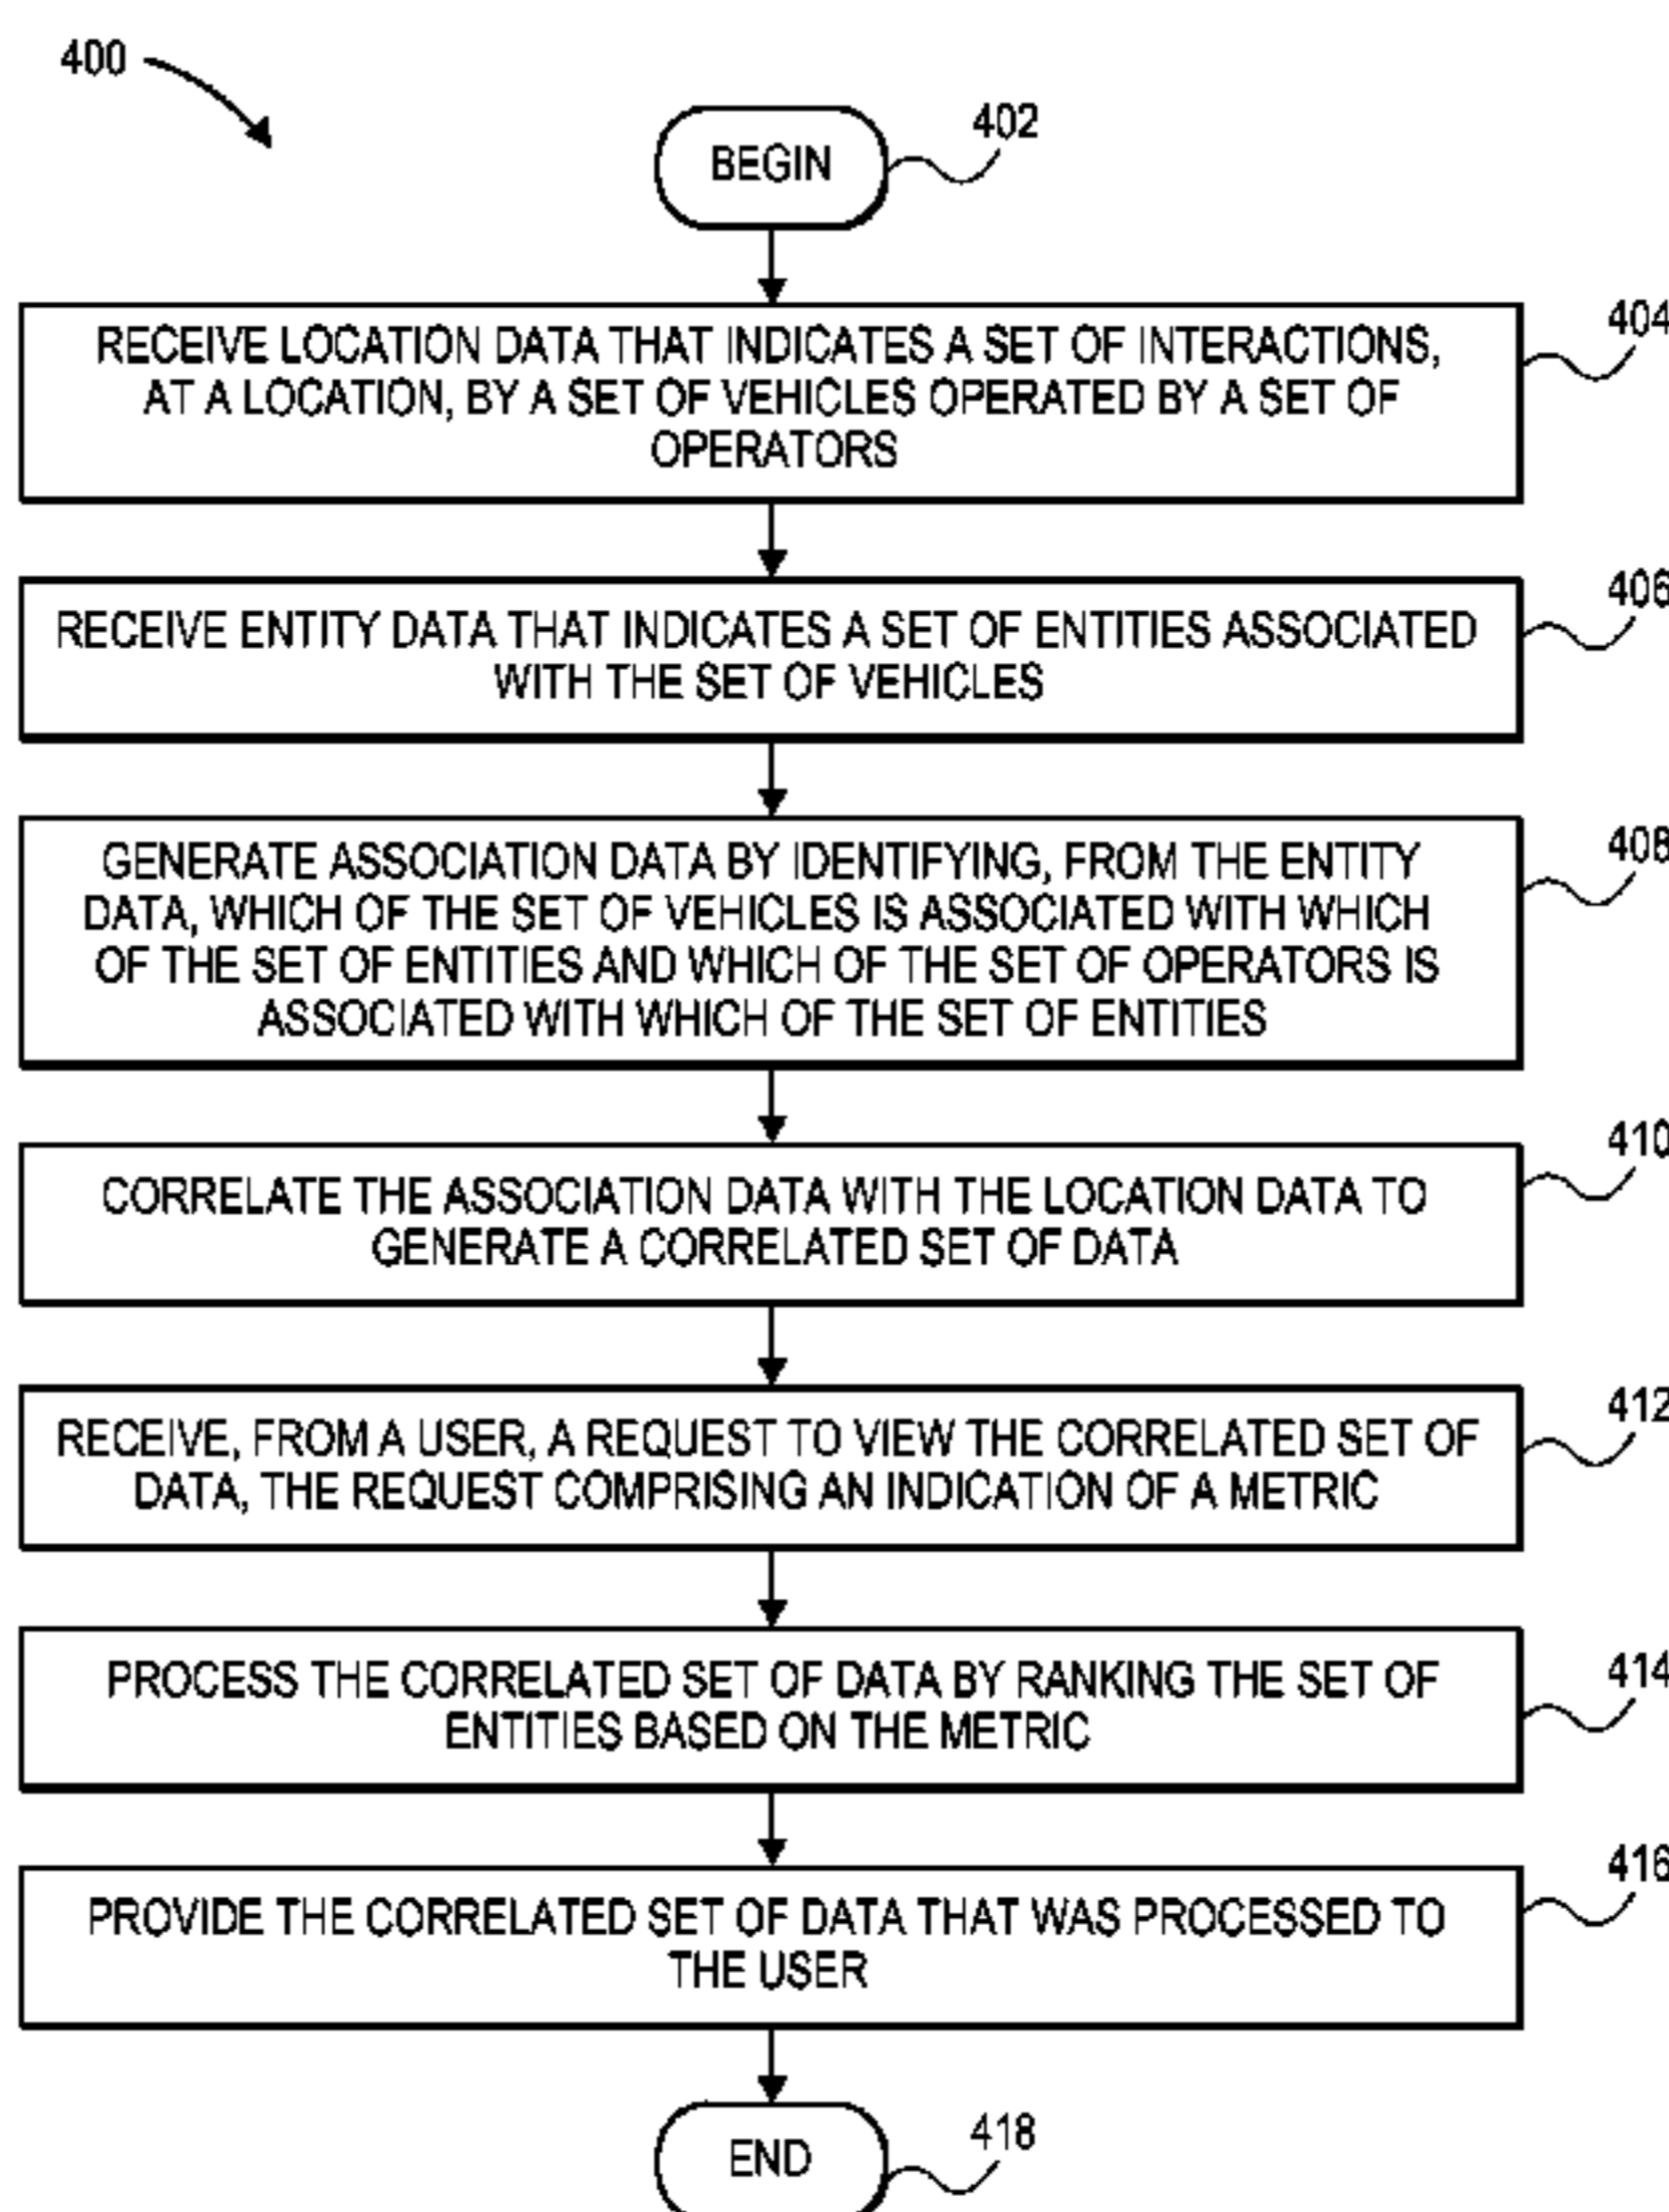 400
402
BEGIN
404
RECEIVE LOCATION DATA THAT INDICATES A SET OF INTERACTIONS,
AT A LOCATION, BY A SET OF VEHICLES OPERATED BY A SET OF
OPERATORS
406
RECEIVE ENTITY DATA THAT INDICATES A SET OF ENTITIES ASSOCIATED
WITH THE SET OF VEHICLES
408
GENERATE ASSOCIATION DATA BY IDENTIFYING, FROM THE ENTITY
DATA, WHICH OF THE SET OF VEHICLES IS ASSOCIATED WITH WHICH
OF THE SET OF ENTITIES AND WHICH OF THE SET OF OPERATORS IS
ASSOCIATED WITH WHICH OF THE SET OF ENTITIES
410
CORRELATE THE ASSOCIATION DATA WITH THE LOCATION DATA TO
GENERATE A CORRELATED SET OF DATA
412
RECEIVE, FROM A USER, A REQUEST TO VIEW THE CORRELATED SET OF
DATA, THE REQUEST COMPRISING AN INDICATION OF A METRIC
414
PROCESS THE CORRELATED SET OF DATA BY RANKING THE SET OF
ENTITIES BASED ON THE METRIC
416
PROVIDE THE CORRELATED SET OF DATA THAT WAS PROCESSED TO
THE USER
418
END